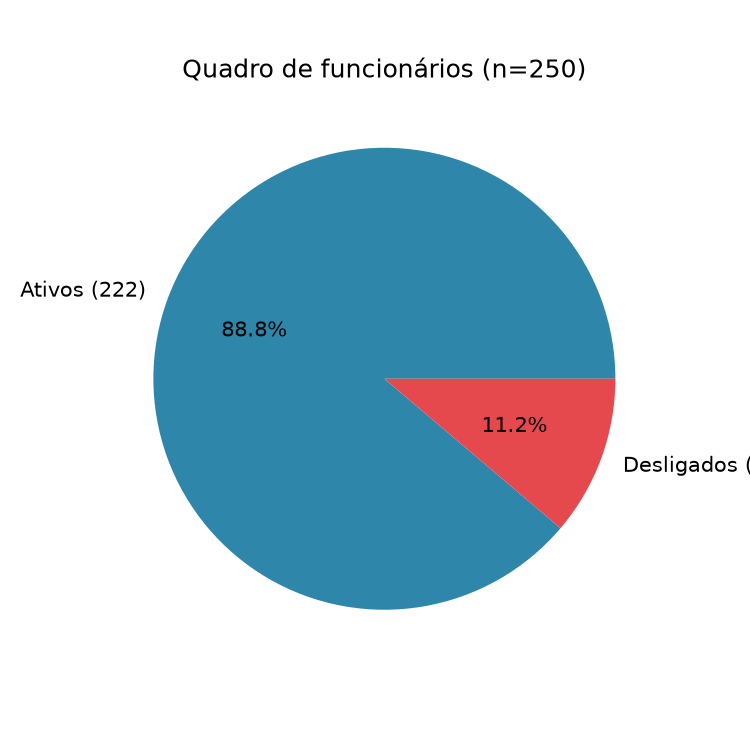 Quadro de funcionários (n=250)
Ativos (222)
88.8%
11.2%
Desligados (